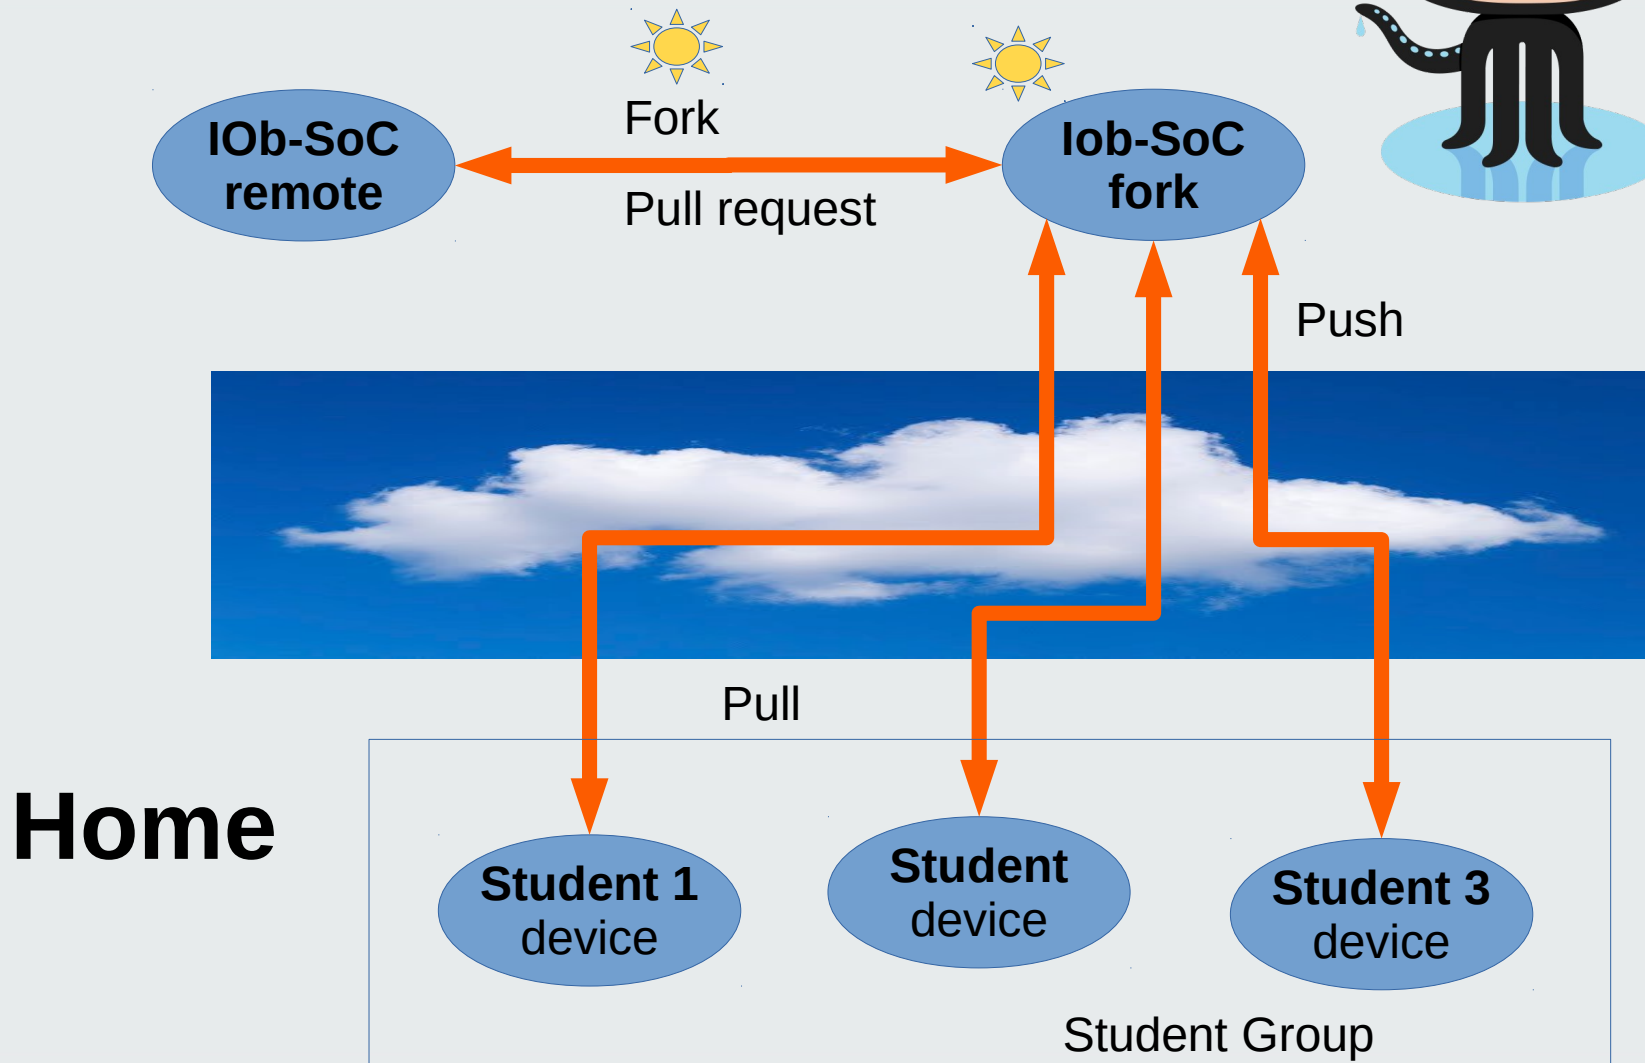 Fork
IOb-SoC
remote
Iob-SoC
fork
Pull request
Push
Pull
Home
Student 1
device
Student
device
Student 3
device
Student Group